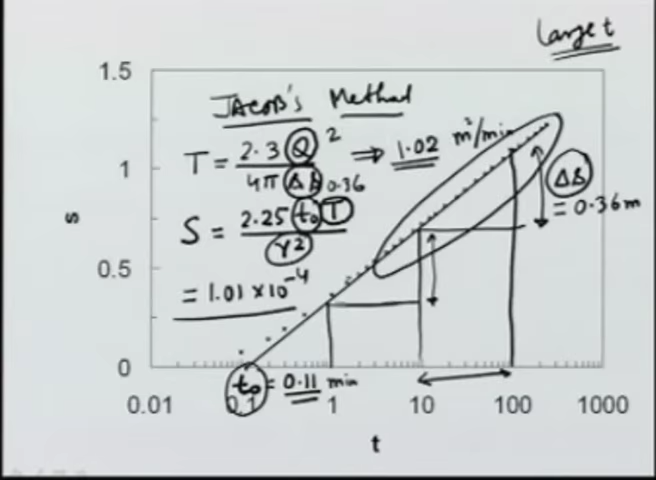 Large t
1.5
JACOB's Method
T = 2.3 Q 2 / 4π Δs 0.36 ⇒ 1.02 m²/min
1
Δs
= 0.36 m
s
S = 2.25 t₀ T / r²
0.5
= 1.01 × 10⁻⁴
0
t₀ = 0.11 min
0.01 0.1 1 10 100 1000
t